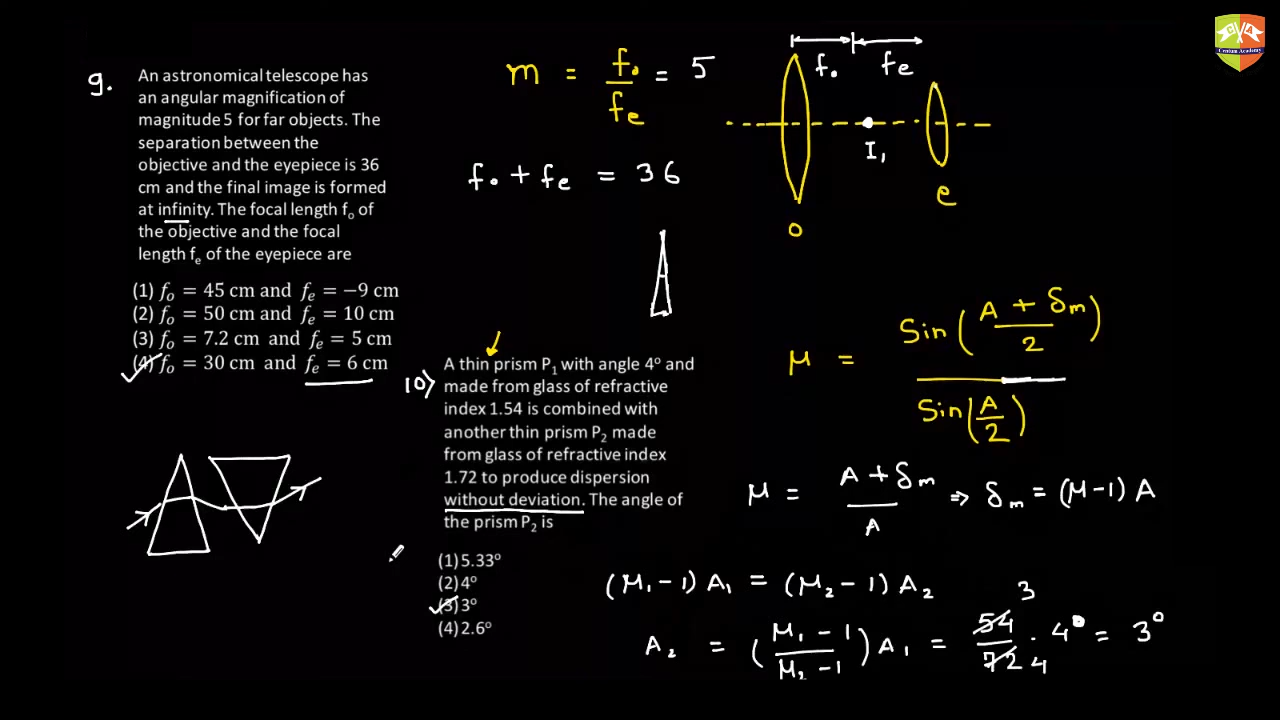 Centum Academy
9.
An astronomical telescope has
an angular magnification of
magnitude 5 for far objects. The
separation between the
objective and the eyepiece is 36
cm and the final image is formed
at infinity. The focal length fₒ of
the objective and the focal
length fₑ of the eyepiece are
(1) fₒ = 45 cm and fₑ = −9 cm
(2) fₒ = 50 cm and fₑ = 10 cm
(3) fₒ = 7.2 cm and fₑ = 5 cm
(4) fₒ = 30 cm and fₑ = 6 cm
m = fₒ/fₑ = 5
fₒ + fₑ = 36
fₒ fₑ
I₁
o
e
10)
A thin prism P₁ with angle 4º and
made from glass of refractive
index 1.54 is combined with
another thin prism P₂ made
from glass of refractive index
1.72 to produce dispersion
without deviation. The angle of
the prism P₂ is
(1) 5.33º
(2) 4º
(3) 3º
(4) 2.6º
μ = Sin((A + δm)/2) / Sin(A/2)
μ = (A + δm)/A ⇒ δm = (μ−1) A
(μ₁ − 1) A₁ = (μ₂ − 1) A₂
A₂ = ((μ₁ − 1)/(μ₂ − 1)) A₁ = 54/72 · 4° = 3°
3
4